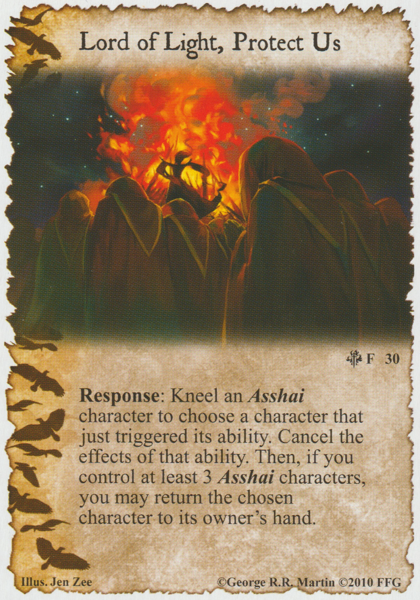 Lord of Light, Protect Us
F 30
Response: Kneel an Asshai
character to choose a character that
just triggered its ability. Cancel the
effects of that ability. Then, if you
control at least 3 Asshai characters,
you may return the chosen
character to its owner's hand.
Illus. Jen Zee ©George R.R. Martin ©2010 FFG